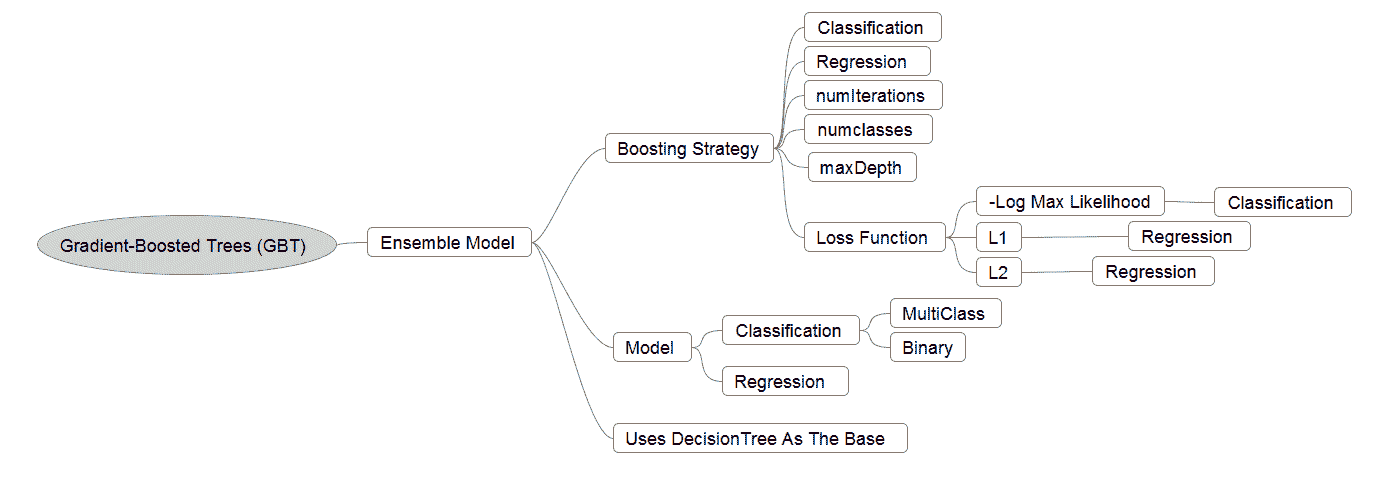 Gradient-Boosted Trees (GBT)
Ensemble Model
Boosting Strategy
Classification
Regression
numIterations
numclasses
maxDepth
Loss Function
-Log Max Likelihood
Classification
L1
Regression
L2
Regression
Model
Classification
MultiClass
Binary
Regression
Uses DecisionTree As The Base